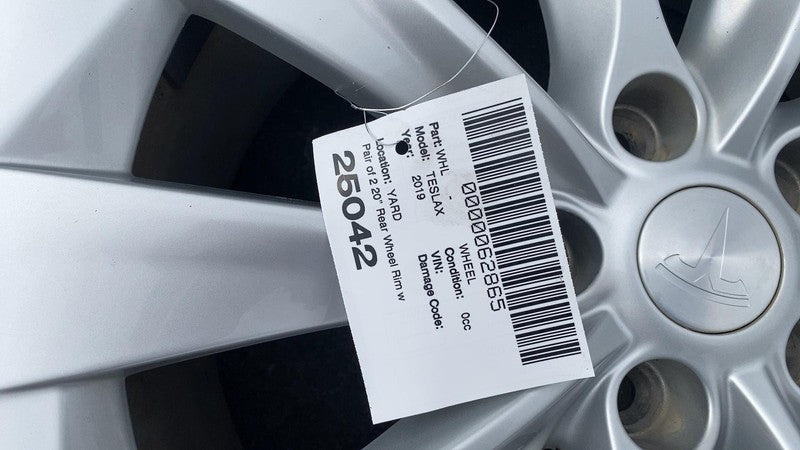 0000062865
Part: WHL - WHEEL
Model: TESLAX Condition: 0cc
Year: 2019 VIN:
Damage Code:
Location: YARD
Pair of 2 20" Rear Wheel Rim w
25042